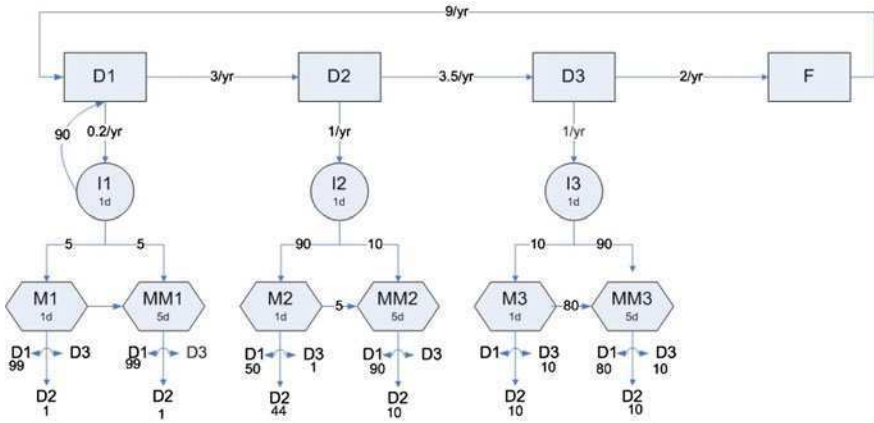 9/yr
D1 3/yr D2 3.5/yr D3 2/yr F
90 0.2/yr 1/yr 1/yr
I1 I2 I3
1d 1d 1d
5 5 90 10 10 90
M1 MM1 M2 5 MM2 M3 80 MM3
1d 5d 1d 5d 1d 5d
D1 D3 D1 D3 D1 D3 D1 D3 D1 D3 D1 D3
99 99 50 1 90 10 80 10
D2 D2 D2 D2 D2 D2
1 1 44 10 10 10